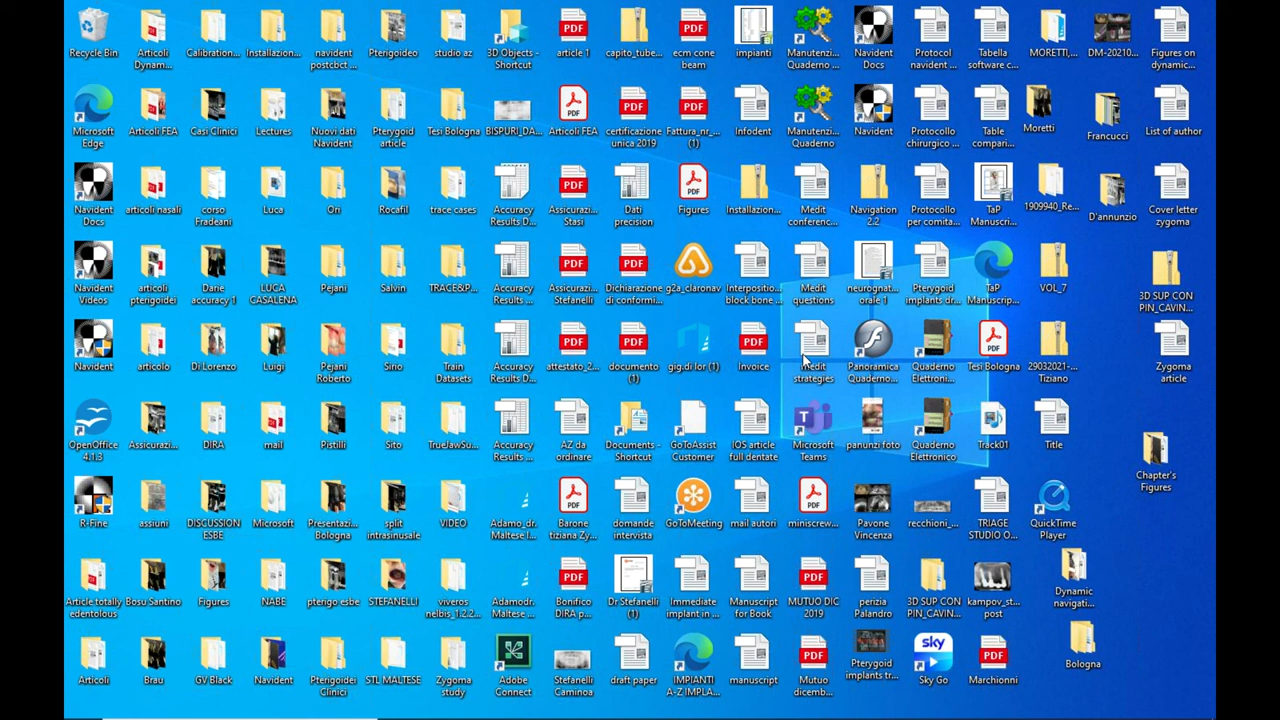 Recycle Bin
Articoli
Dynam...
Calibration...
Installazion...
navident
postcbct ...
Pterigoideo
studio az
3D Objects -
Shortcut
article 1
capito_tube...
ecm cone
beam
impianti
Manutenzi...
Quaderno ...
Navident
Docs
Protocol
navident ...
Tabella
software c...
MORETTI,...
DM-20210...
Figures on
dynamic...
Microsoft
Edge
Articoli FEA
Casi Clinici
Lectures
Nuovi dati
Navident
Pterygoid
article
Tesi Bologna
BISPURI_DA...
Articoli FEA
certificazione
unica 2019
Fattura_nr_...
(1)
Infodent
Manutenzi...
Quaderno
Navident
Protocollo
chirurgico ...
Table
compari...
Moretti
Francucci
List of author
Navident
Docs
articoli nasali
corso
Fradeani
Luca
Ori
Rocafil
trace cases
Accuracy
Results D...
Assicurazi...
Stasi
Dati
precision
Figures
Installazion...
Medit
conferenc...
Navigation
2.2
Protocollo
per comita...
TaP
Manuscri...
1909940_Re...
D'annunzio
Cover letter
zygoma
Navident
Videos
articoli
pterigoidei
Dane
accuracy 1
LUCA
CASALENA
Pejani
Salvin
TRACE&P...
Accuracy
Results ...
Assicurazi...
Stefanelli
Dichiarazione
di conformi...
g2a_claronav
Interpositio...
block bone ...
Medit
questions
neurognat...
orale 1
Pterygoid
implants dr...
TaP
Manuscrip...
VOL_7
3D SUP CON
PIN_CAVIN...
Navident
articolo
Di Lorenzo
Luigi
Pejani
Roberto
Sino
Train
Datasets
Accuracy
Results D...
attestato_2...
documento
(1)
gig.di lor (1)
Invoice
Medit
strategies
Panoramica
Quaderno...
Quaderno
Elettroni...
Tesi Bologna
29032021-...
Tiziano
Zygoma
article
OpenOffice
4.1.3
Assicurazi...
DIRA
mail
Pistilli
Sito
TrueJawSu...
Accuracy
Results ...
AZ da
ordinare
Documents -
Shortcut
GoToAssist
Customer
IOS article
full dentate
Microsoft
Teams
panunzi foto
Quaderno
Elettronico
Track01
Title
Chapter's
Figures
R-Fine
assiuni
DISCUSSION
ESBE
Microsoft
Presentazi...
Bologna
split
intrasinusale
VIDEO
Adamo_dr.
Maltese I...
Barone
tiziana Zy...
domande
intervista
GoToMeeting
mail autori
miniscrew...
Pavone
Vincenza
recchioni_...
TRIAGE
STUDIO O...
QuickTime
Player
Article totally
edentolous
Bosu Santino
Figures
NABE
pterigo esbe
STEFANELLI
viveros
nelbis_1.2.2...
Adamodr.
Maltese ...
Bonifico
DIRA p...
Dr.Stefanelli
(1)
Immediate
implant in ...
Manuscript
for Book
MUTUO DIC
2019
perizia
Palandro
3D SUP CON
PIN_CAVIN...
kampov_st...
post
Dynamic
navigati...
Articoli
Brau
GV Black
Navident
Pterigoidei
Clinici
STL MALTESE
Zygoma
study
Adobe
Connect
Stefanelli
Caminoa
draft paper
IMPIANTI
A-Z IMPLA...
manuscript
Mutuo
dicemb...
Pterygoid
implants tr...
sky
Sky Go
Marchionni
Bologna